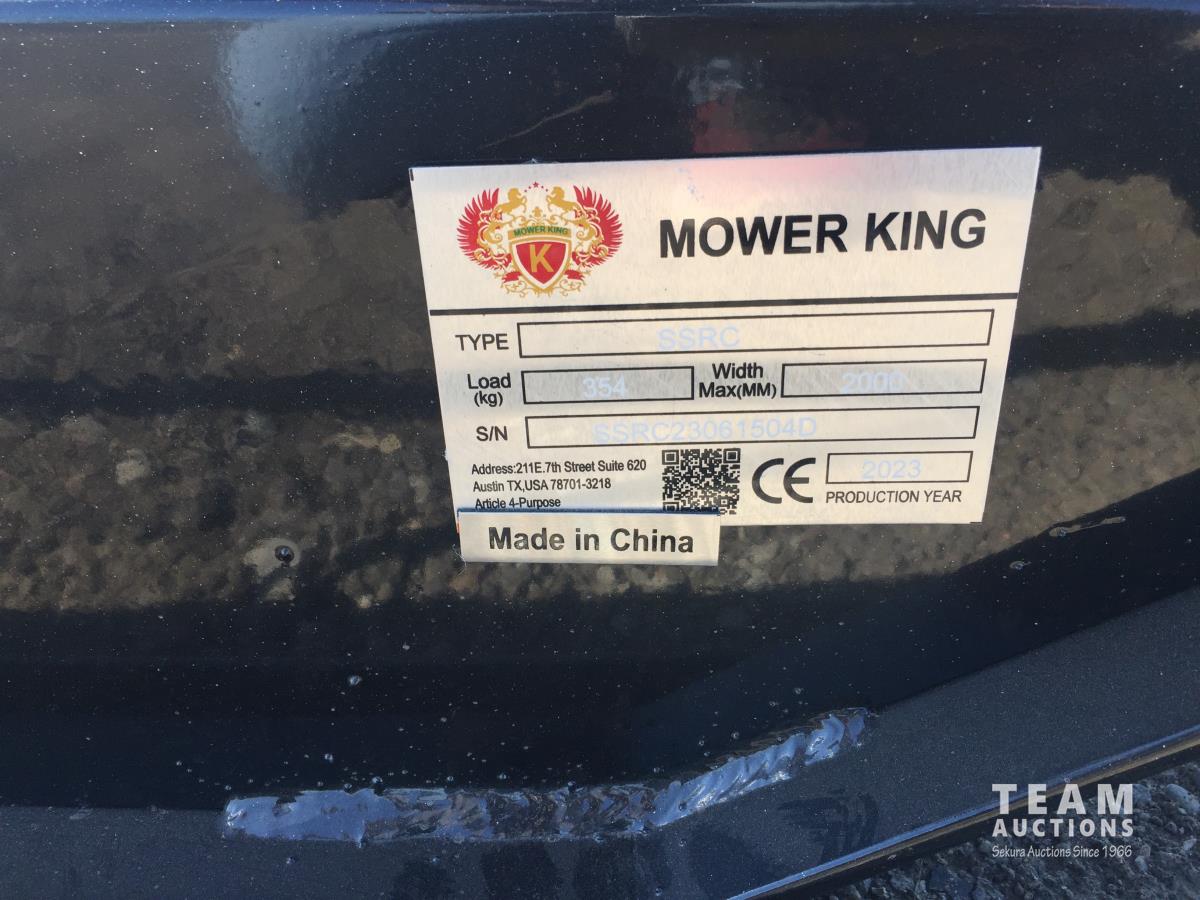 MOWER KING
K
MOWER KING
TYPE SSRC
Load (kg) 354 Width Max(MM) 2000
S/N SSRC23061504D
Address:211E.7th Street Suite 620
Austin TX,USA 78701-3218
Article 4-Purpose
CE 2023
PRODUCTION YEAR
Made in China
TEAM
AUCTIONS
Sekura Auctions Since 1966